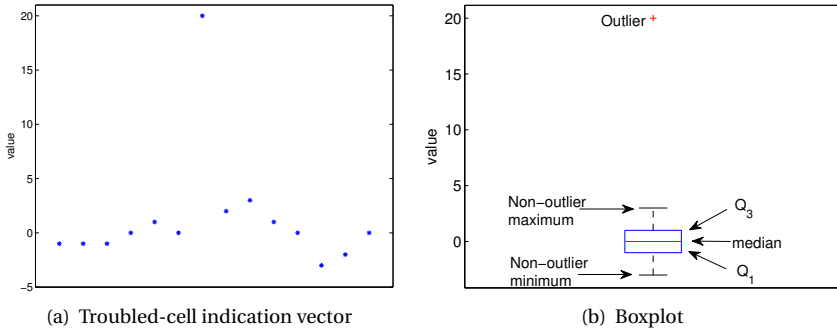 20
15
10
5
0
−5
value
(a) Troubled-cell indication vector
20
15
10
5
0
value
Outlier
Non−outlier
maximum
Non−outlier
minimum
Q3
median
Q1
(b) Boxplot